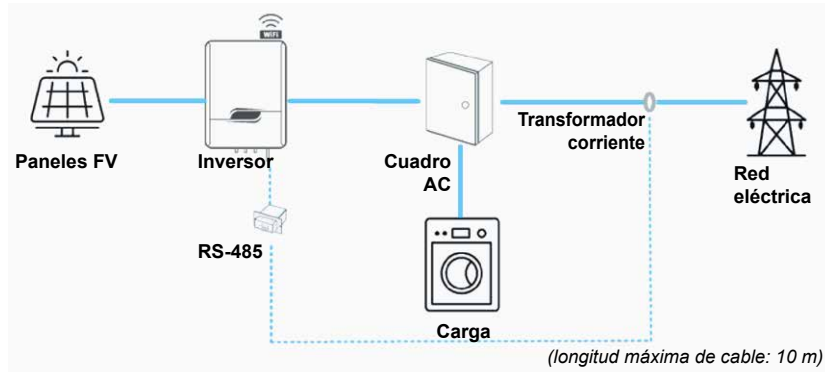 WiFi
Transformador
corriente
Paneles FV
Inversor
Cuadro
AC
Red
eléctrica
RS-485
Carga
(longitud máxima de cable: 10 m)